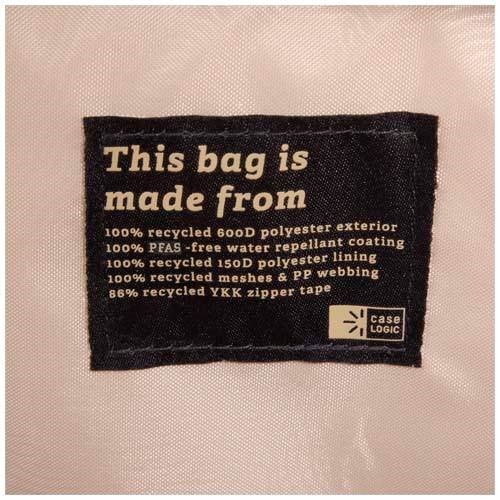 This bag is
made from
100% recycled 600D polyester exterior
100% PFAS -free water repellant coating
100% recycled 150D polyester lining
100% recycled meshes & PP webbing
86% recycled YKK zipper tape
case
LOGIC